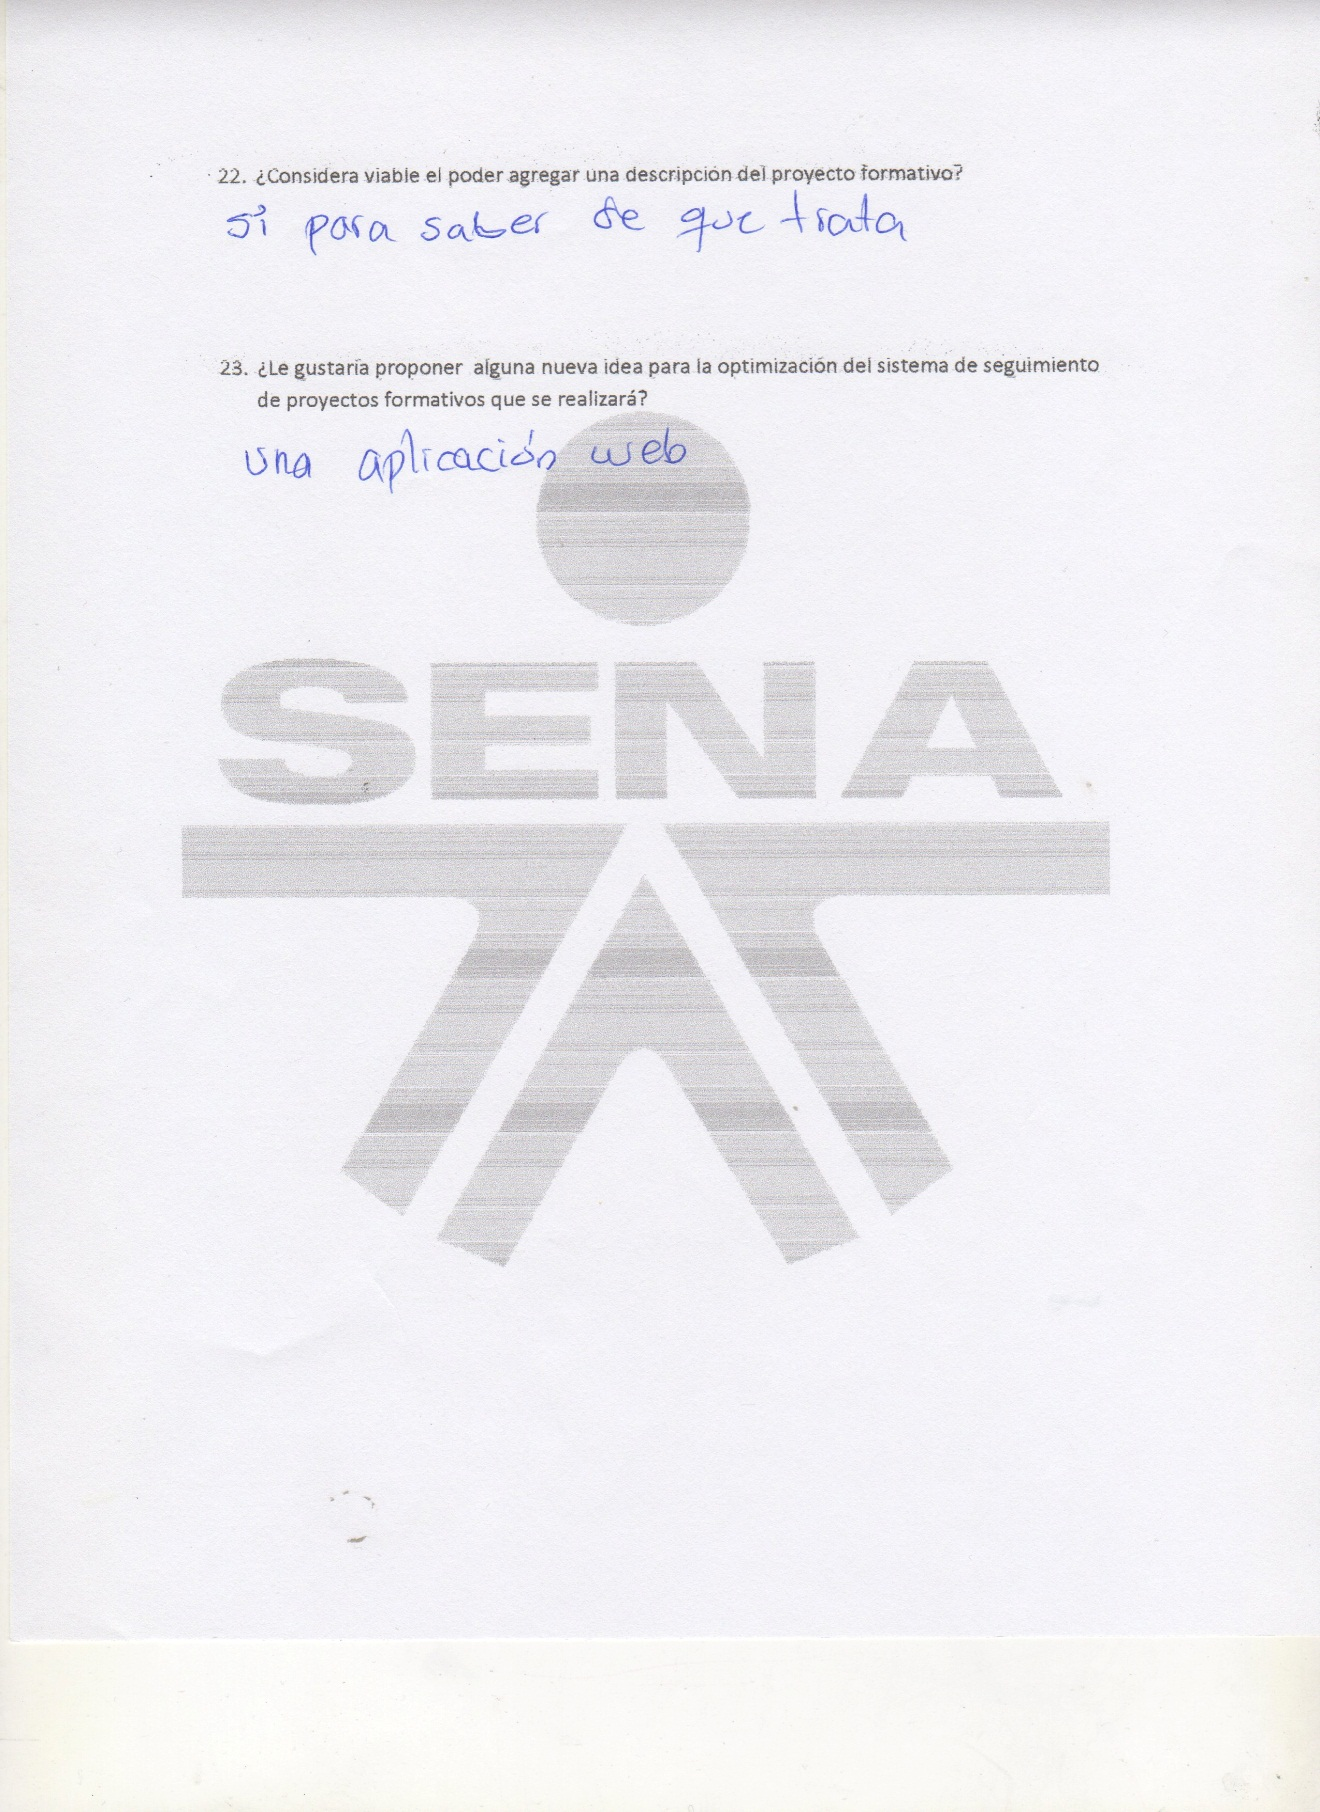 22. ¿Considera viable el poder agregar una descripción del proyecto formativo?
si para saber de que trata
23. ¿Le gustaría proponer alguna nueva idea para la optimización del sistema de seguimiento
de proyectos formativos que se realizará?
una aplicación web
SENA